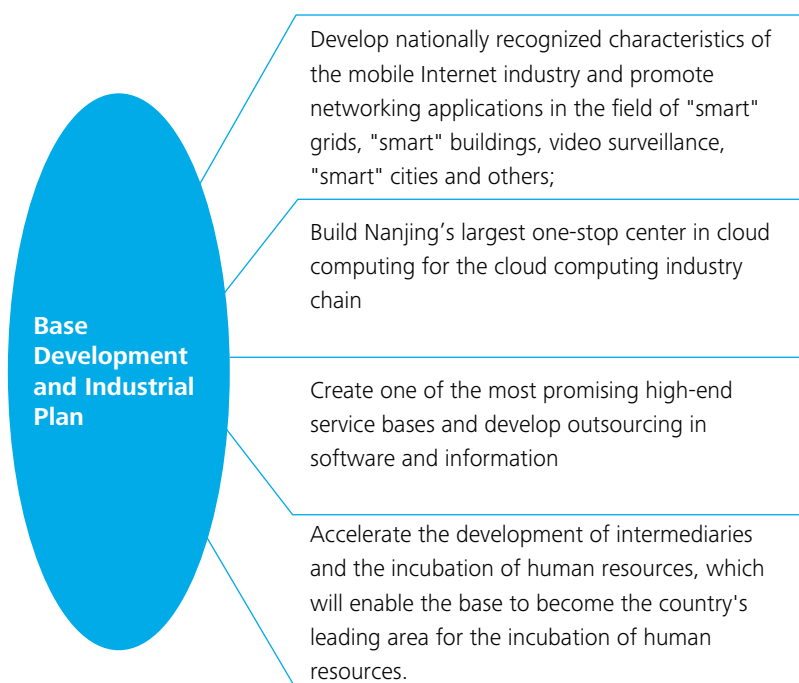 Develop nationally recognized characteristics of
the mobile Internet industry and promote
networking applications in the field of "smart"
grids, "smart" buildings, video surveillance,
"smart" cities and others;
Build Nanjing’s largest one-stop center in cloud
computing for the cloud computing industry
chain
Base
Development
and Industrial
Plan
Create one of the most promising high-end
service bases and develop outsourcing in
software and information
Accelerate the development of intermediaries
and the incubation of human resources, which
will enable the base to become the country's
leading area for the incubation of human
resources.